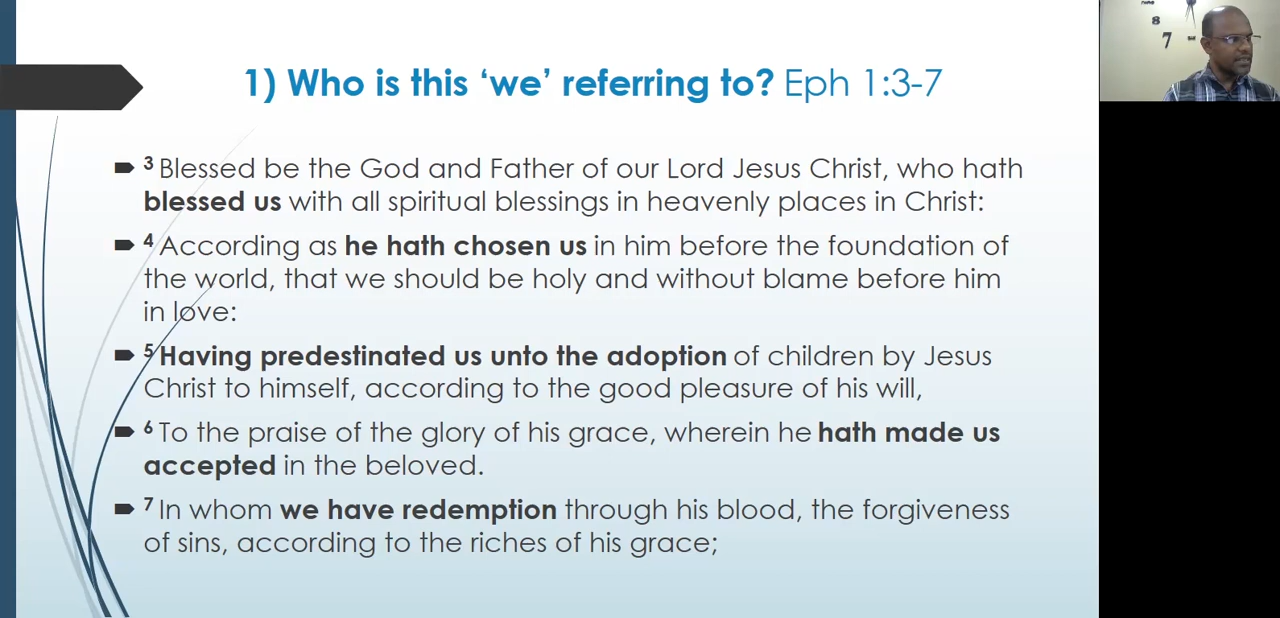 1) Who is this ‘we’ referring to? Eph 1:3-7
3 Blessed be the God and Father of our Lord Jesus Christ, who hath
blessed us with all spiritual blessings in heavenly places in Christ:
4 According as he hath chosen us in him before the foundation of
the world, that we should be holy and without blame before him
in love:
5 Having predestinated us unto the adoption of children by Jesus
Christ to himself, according to the good pleasure of his will,
6 To the praise of the glory of his grace, wherein he hath made us
accepted in the beloved.
7 In whom we have redemption through his blood, the forgiveness
of sins, according to the riches of his grace;
8
7